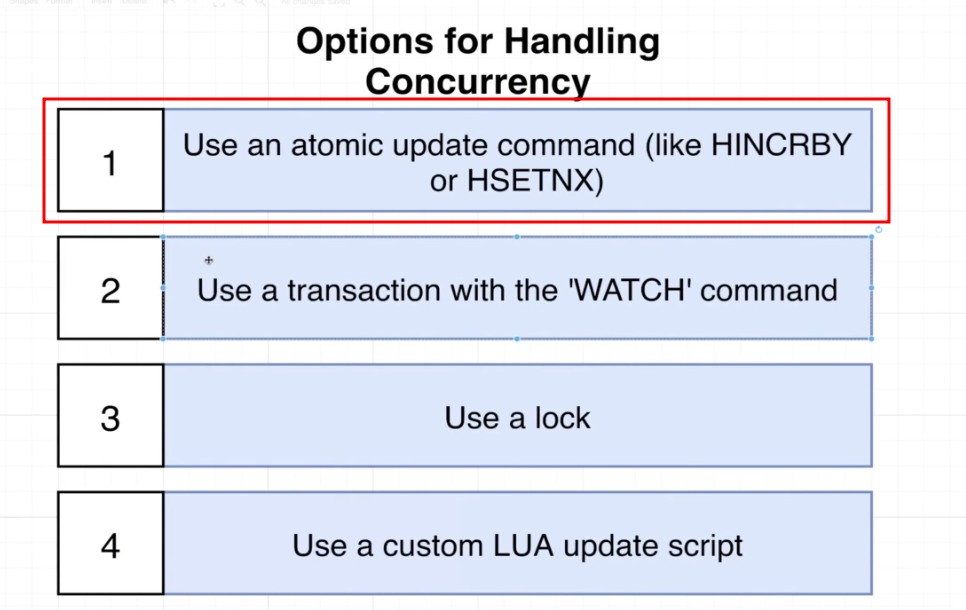 Options for Handling
Concurrency
1
Use an atomic update command (like HINCRBY
or HSETNX)
2
Use a transaction with the 'WATCH' command
3
Use a lock
4
Use a custom LUA update script